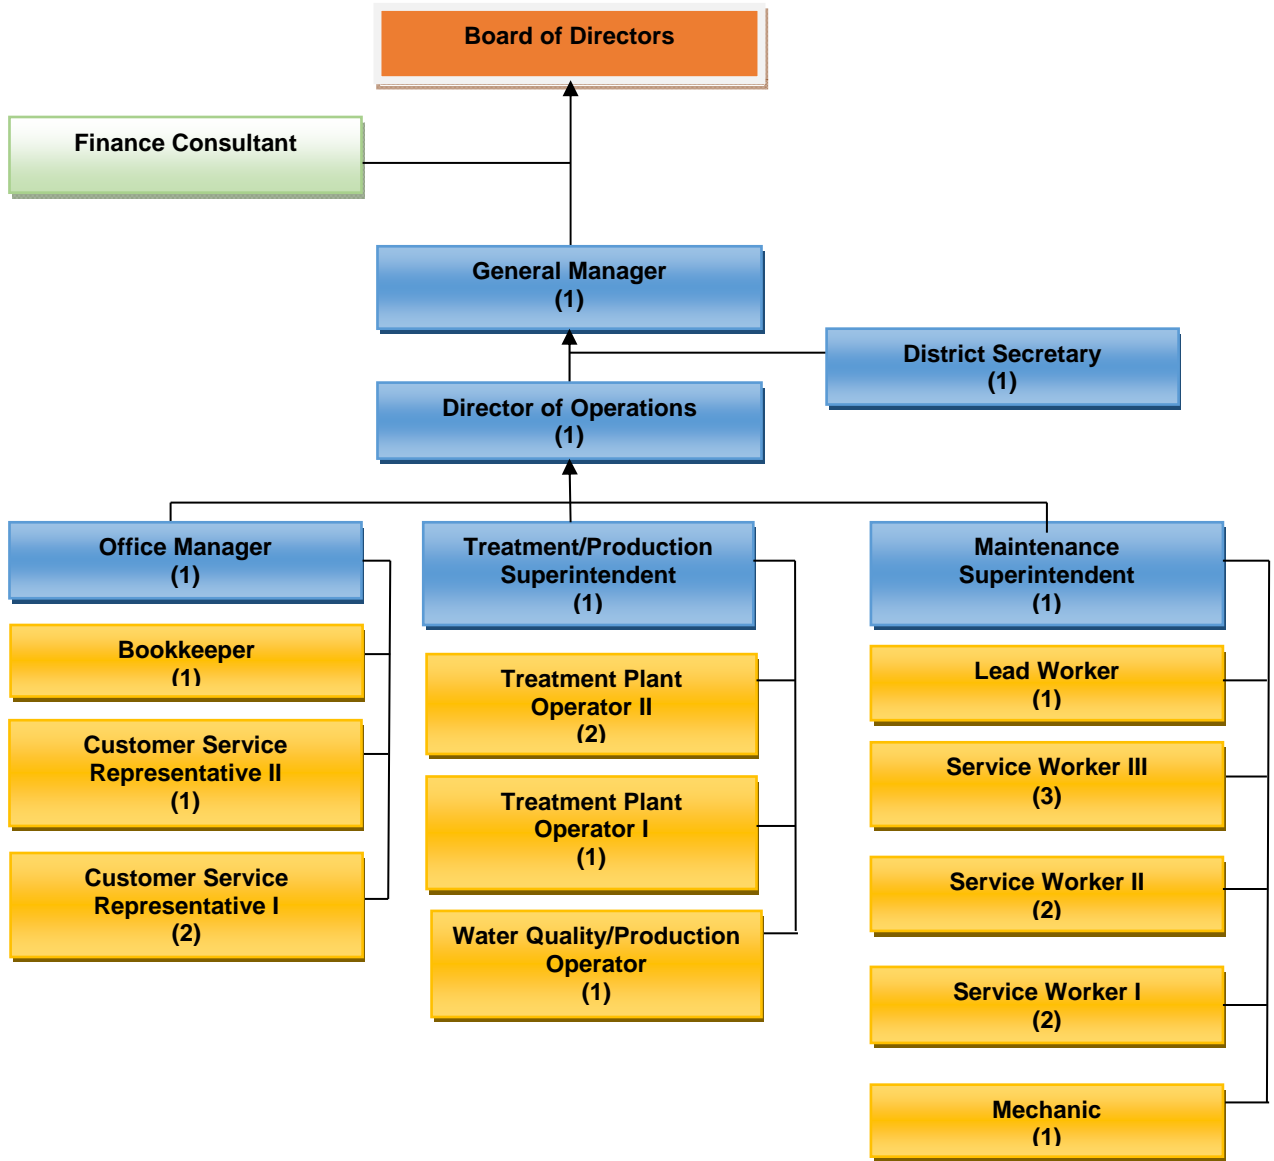 Board of Directors
Finance Consultant
General Manager
(1)
District Secretary
(1)
Director of Operations
(1)
Office Manager
(1)
Bookkeeper
(1)
Customer Service
Representative II
(1)
Customer Service
Representative I
(2)
Treatment/Production
Superintendent
(1)
Treatment Plant
Operator II
(2)
Treatment Plant
Operator I
(1)
Water Quality/Production
Operator
(1)
Maintenance
Superintendent
(1)
Lead Worker
(1)
Service Worker III
(3)
Service Worker II
(2)
Service Worker I
(2)
Mechanic
(1)